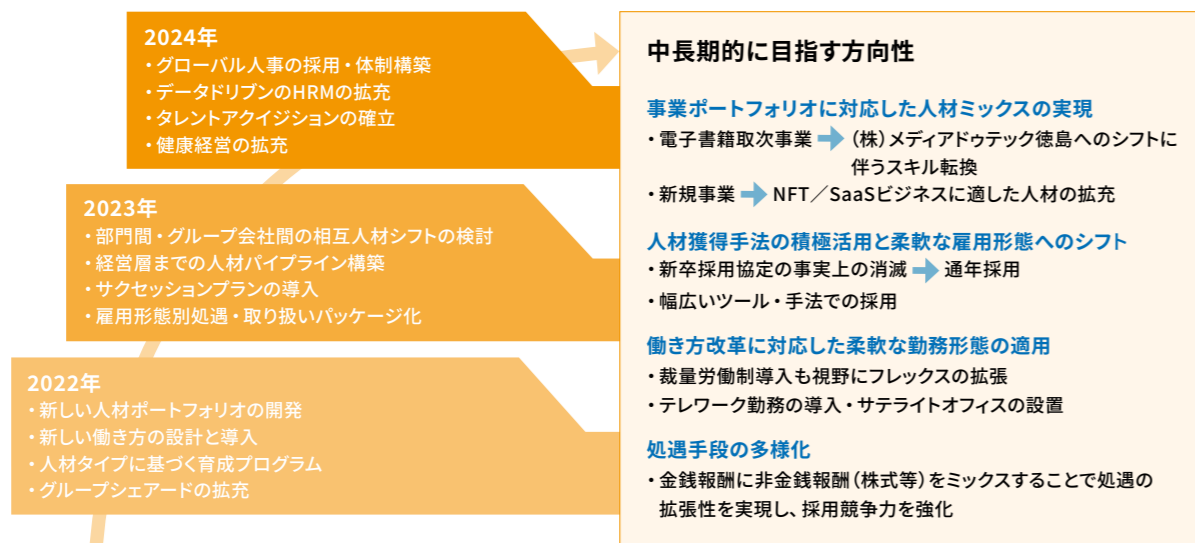 2024年
・グローバル人事の採用・体制構築
・データドリブンのHRMの拡充
・タレントアクイジションの確立
・健康経営の拡充
2023年
・部門間・グループ会社間の相互人材シフトの検討
・経営層までの人材パイプライン構築
・サクセッションプランの導入
・雇用形態別処遇・取り扱いパッケージ化
2022年
・新しい人材ポートフォリオの開発
・新しい働き方の設計と導入
・人材タイプに基づく育成プログラム
・グループシェアードの拡充
中長期的に目指す方向性
事業ポートフォリオに対応した人材ミックスの実現
・電子書籍取次事業 → (株)メディアドゥテック徳島へのシフトに
伴うスキル転換
・新規事業 → NFT／SaaSビジネスに適した人材の拡充
人材獲得手法の積極活用と柔軟な雇用形態へのシフト
・新卒採用協定の事実上の消滅 → 通年採用
・幅広いツール・手法での採用
働き方改革に対応した柔軟な勤務形態の適用
・裁量労働制導入も視野にフレックスの拡張
・テレワーク勤務の導入・サテライトオフィスの設置
処遇手段の多様化
・金銭報酬に非金銭報酬(株式等)をミックスすることで処遇の
拡張性を実現し、採用競争力を強化